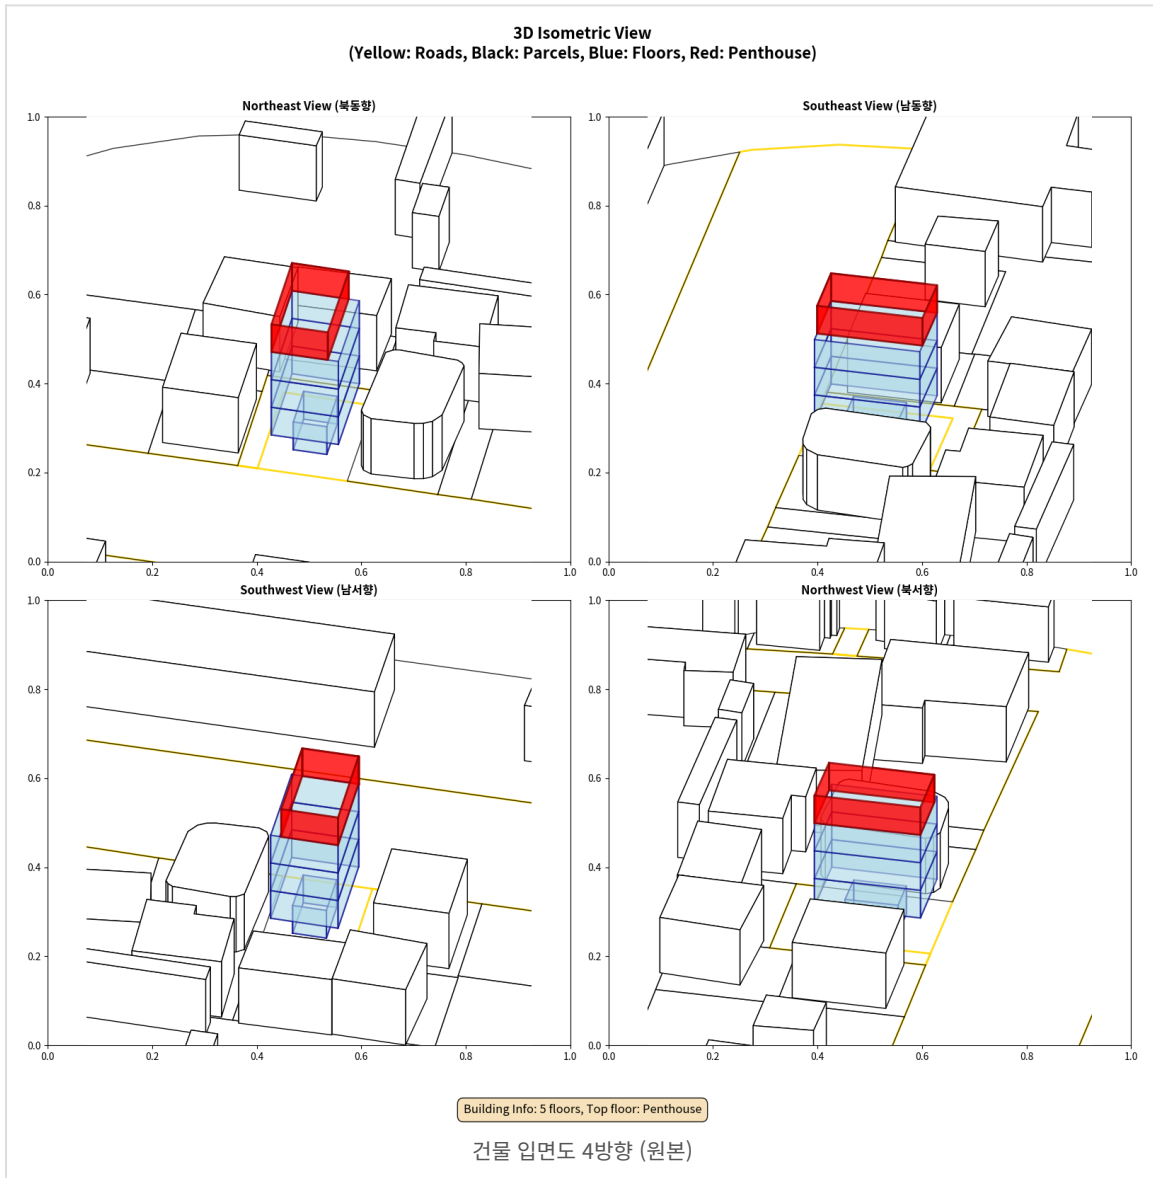 3D Isometric View
(Yellow: Roads, Black: Parcels, Blue: Floors, Red: Penthouse)
Northeast View (북동향)
1.0
0.8
0.6
0.4
0.2
0.0
0.0 0.2 0.4 0.6 0.8 1.0
Southeast View (남동향)
1.0
0.8
0.6
0.4
0.2
0.0
0.0 0.2 0.4 0.6 0.8 1.0
Southwest View (남서향)
1.0
0.8
0.6
0.4
0.2
0.0
0.0 0.2 0.4 0.6 0.8 1.0
Northwest View (북서향)
1.0
0.8
0.6
0.4
0.2
0.0
0.0 0.2 0.4 0.6 0.8 1.0
Building Info: 5 floors, Top floor: Penthouse
건물 입면도 4방향 (원본)